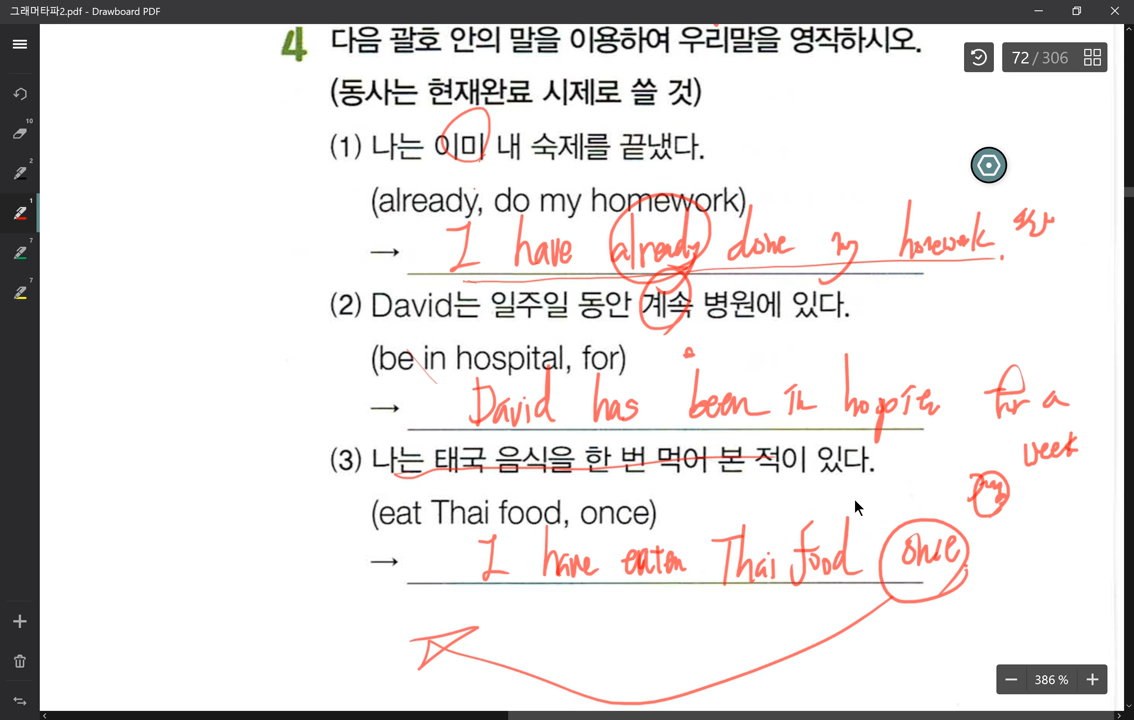 그래머타파2.pdf - Drawboard PDF
72 / 306
4 다음 괄호 안의 말을 이용하여 우리말을 영작하시오.
(동사는 현재완료 시제로 쓸 것)
(1) 나는 이미 내 숙제를 끝냈다.
(already, do my homework)
→ I have already done my homework.
(2) David는 일주일 동안 계속 병원에 있다.
(be in hospital, for)
→ David has been in for a
week
(3) 나는 태국 음식을 한 번 먹어 본 적이 있다.
(eat Thai food, once)
→ I have eaten Thai food once.
10
2
1
7
7
386 %